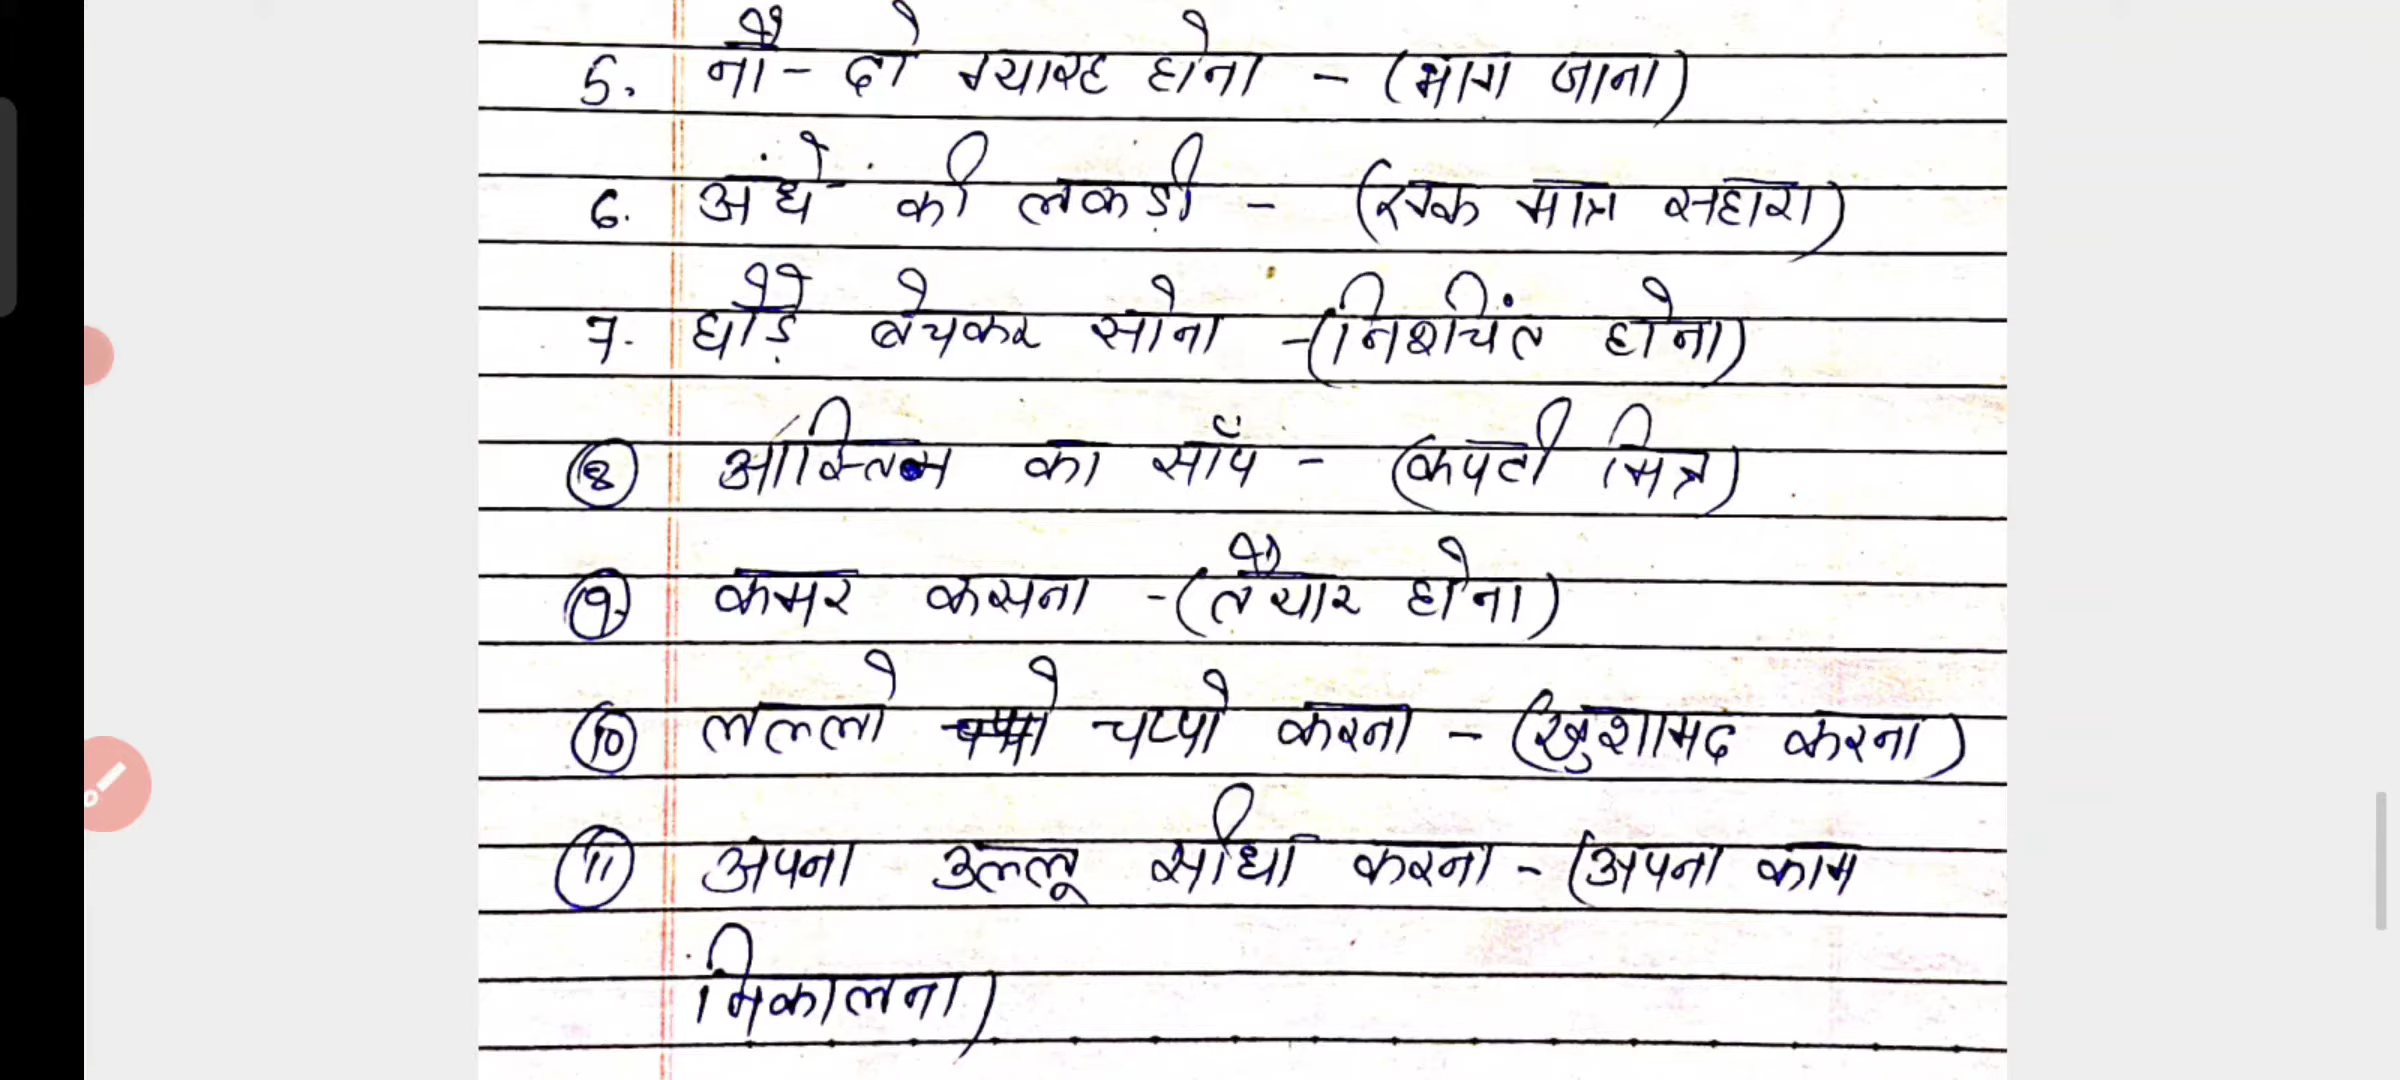 5. नौ - दो ग्यारह होना - (भाग जाना)
6. अंधे की लकड़ी - (एक मात्र सहारा)
7. घोड़े बेचकर सोना - (निशचिंत होना)
8 आस्तिम का साँप - (कपटी मित्र)
9 कमर कसना - (तैयार होना)
10 लल्लो चप्पो करना - (खुशामद करना)
11 अपना उल्लू सीधा करना - (अपना काम
निकालना)